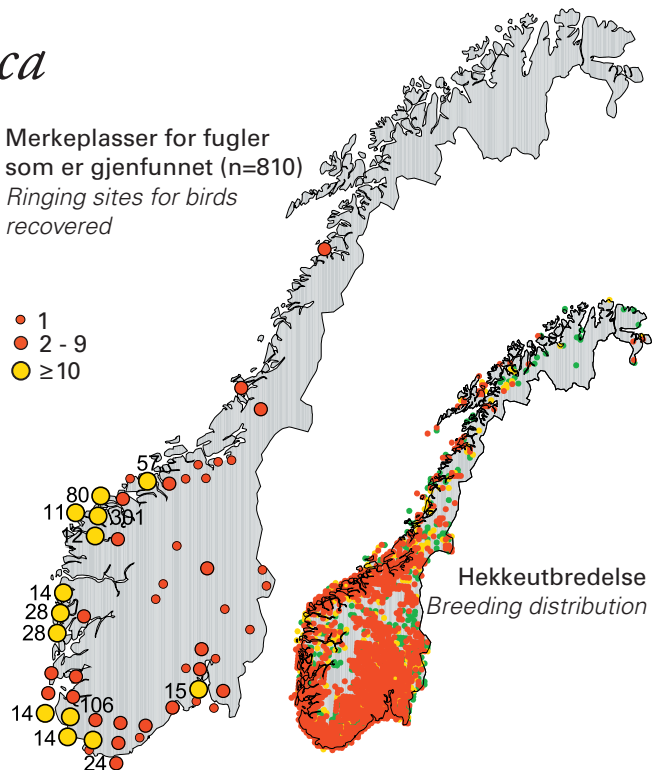 ca
Merkeplasser for fugler
som er gjenfunnet (n=810)
Ringing sites for birds
recovered
1
2 - 9
≥10
57
80
11
391
12
14
28
28
Hekkeutbredelse
Breeding distribution
15
106
14
14
24